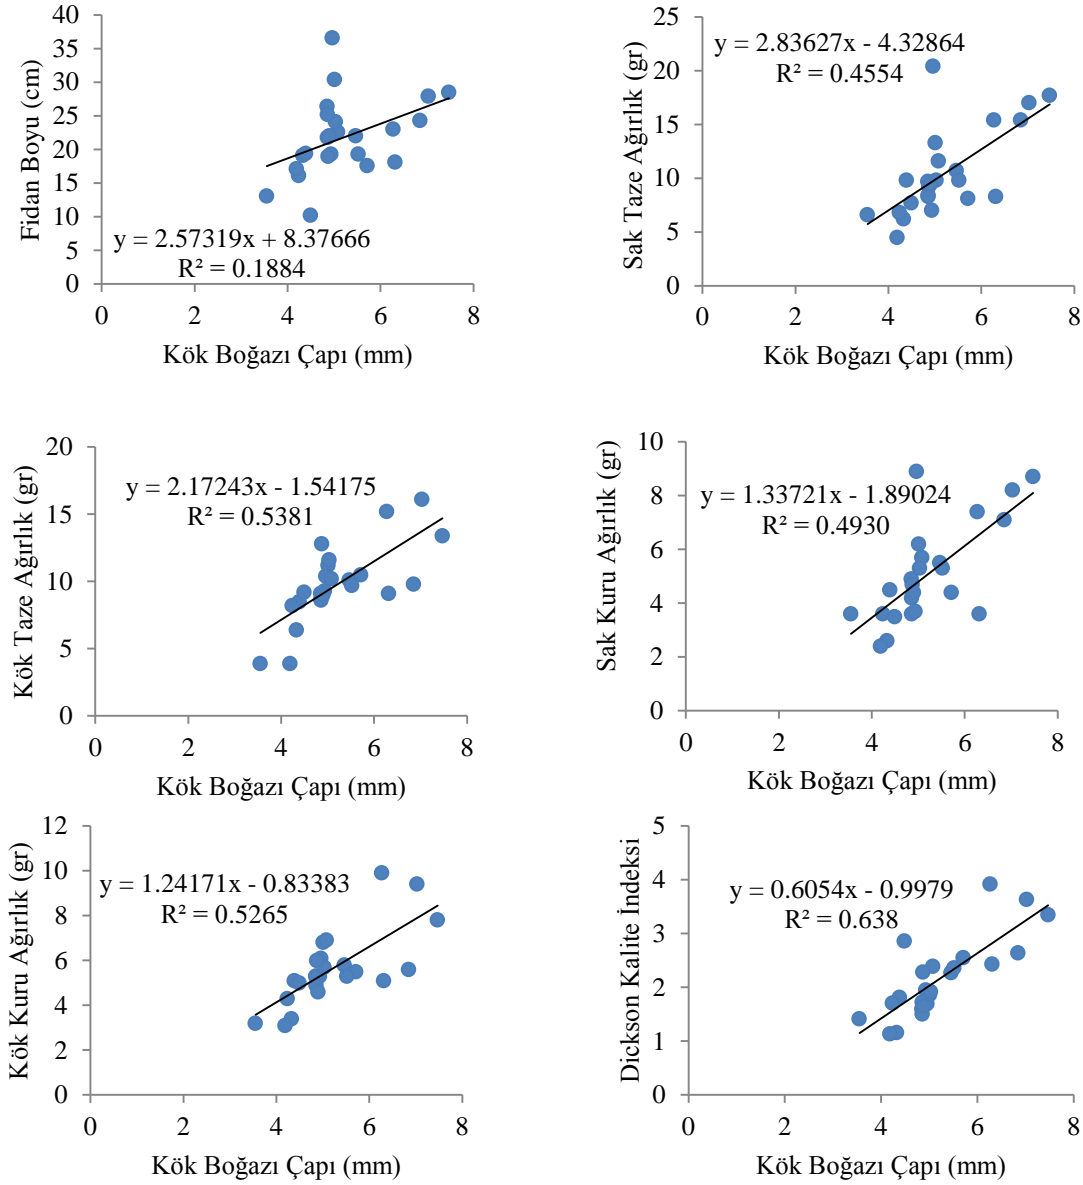 Fidan Boyu (cm)
40
35
30
25
20
15
10
5
0
y = 2.57319x + 8.37666
R² = 0.1884
0 2 4 6 8
Kök Boğazı Çapı (mm)
Sak Taze Ağırlık (gr)
25
20
15
10
5
0
y = 2.83627x - 4.32864
R² = 0.4554
0 2 4 6 8
Kök Boğazı Çapı (mm)
Kök Taze Ağırlık (gr)
20
15
10
5
0
y = 2.17243x - 1.54175
R² = 0.5381
0 2 4 6 8
Kök Boğazı Çapı (mm)
Sak Kuru Ağırlık (gr)
10
8
6
4
2
0
y = 1.33721x - 1.89024
R² = 0.4930
0 2 4 6 8
Kök Boğazı Çapı (mm)
Kök Kuru Ağırlık (gr)
12
10
8
6
4
2
0
y = 1.24171x - 0.83383
R² = 0.5265
0 2 4 6 8
Kök Boğazı Çapı (mm)
Dickson Kalite İndeksi
5
4
3
2
1
0
y = 0.6054x - 0.9979
R² = 0.638
0 2 4 6 8
Kök Boğazı Çapı (mm)